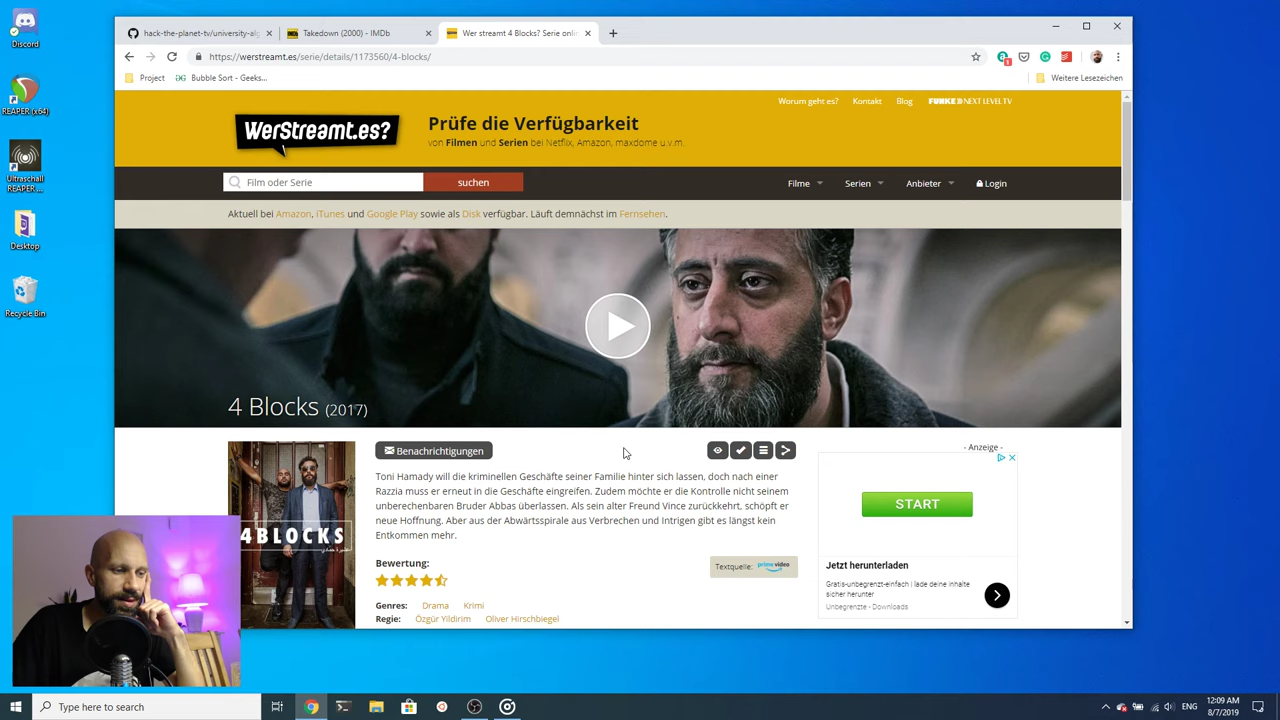 Discord
REAPER (x64)
Ultraschall
REAPER ...
Desktop
Recycle Bin
hack-the-planet-tv/university-alg
Takedown (2000) - IMDb
Wer streamt 4 Blocks? Serie onli
https://werstreamt.es/serie/details/1173560/4-blocks/
1
Project
Bubble Sort - Geeks...
Weitere Lesezeichen
Worum geht es?
Kontakt
Blog
FUNKE NEXT LEVEL TV
WerStreamt.es?
Prüfe die Verfügbarkeit
von Filmen und Serien bei Netflix, Amazon, maxdome u.v.m.
Film oder Serie
suchen
Filme
Serien
Anbieter
Login
Aktuell bei Amazon, iTunes und Google Play sowie als Disk verfügbar. Läuft demnächst im Fernsehen.
4 Blocks (2017)
Benachrichtigungen
- Anzeige -
Toni Hamady will die kriminellen Geschäfte seiner Familie hinter sich lassen, doch nach einer
Razzia muss er erneut in die Geschäfte eingreifen. Zudem möchte er die Kontrolle nicht seinem
unberechenbaren Bruder Abbas überlassen. Als sein alter Freund Vince zurückkehrt, schöpft er
neue Hoffnung. Aber aus der Abwärtsspirale aus Verbrechen und Intrigen gibt es längst kein
Entkommen mehr.
START
4BLOCKS
Bewertung:
Textquelle: prime video
Jetzt herunterladen
Gratis-unbegrenzt-einfach | lade deine inhalte
sicher herunter
Unbegrenzte - Downloads
Genres: Drama Krimi
Regie: Özgür Yildirim Oliver Hirschbiegel
Type here to search
ENG
12:09 AM
8/7/2019